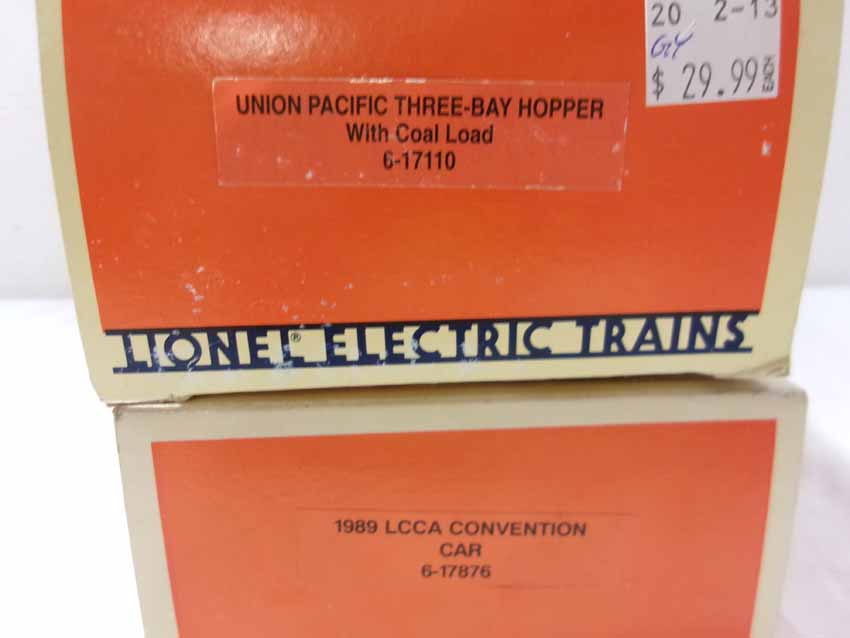 20 2-13
GY
$ 29.99 EACH
UNION PACIFIC THREE-BAY HOPPER
With Coal Load
6-17110
LIONEL® ELECTRIC TRAINS
1989 LCCA CONVENTION
CAR
6-17876